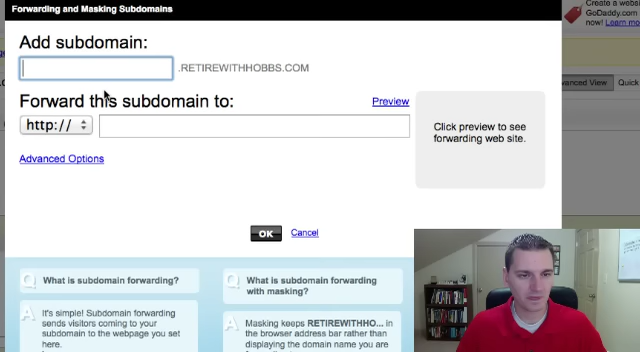 Forwarding and Masking Subdomains
Create a websi
GoDaddy.com
now! Learn mor
Advanced View
Add subdomain:
.RETIREWITHHOBBS.COM
Forward this subdomain to:
Preview
http://
Click preview to see
forwarding web site.
Advanced Options
OK
Cancel
Q What is subdomain forwarding?
Q What is subdomain forwarding
with masking?
A It's simple! Subdomain forwarding
sends visitors coming to your
subdomain to the webpage you set
here.
A Masking keeps RETIREWITHHO... in
the browser address bar rather than
displaying the domain name you are